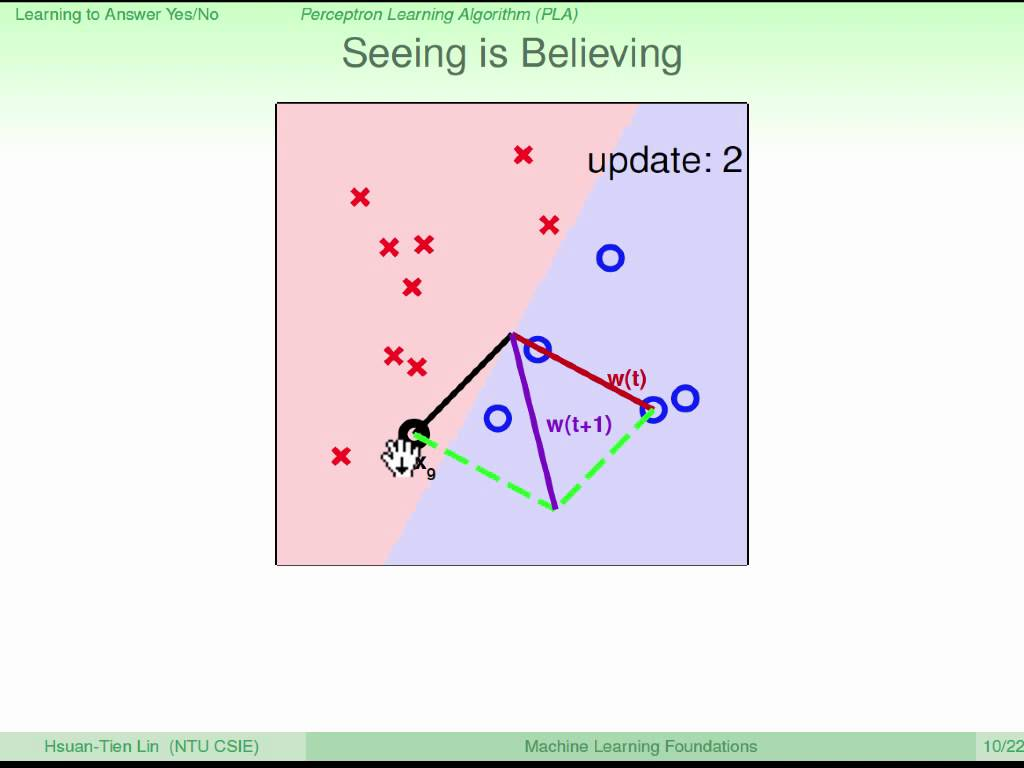 Learning to Answer Yes/No
Perceptron Learning Algorithm (PLA)
Seeing is Believing
update: 2
w(t)
w(t+1)
x9
Hsuan-Tien Lin (NTU CSIE)
Machine Learning Foundations
10/22